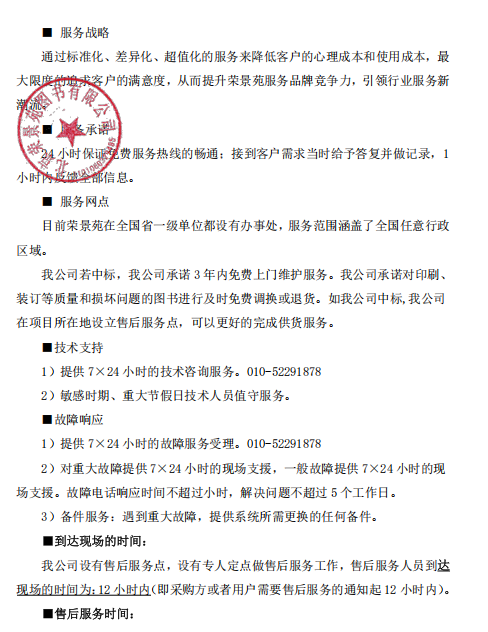 ■ 服务战略
通过标准化、差异化、超值化的服务来降低客户的心理成本和使用成本，最
大限度的追求客户的满意度，从而提升荣景苑服务品牌竞争力，引领行业服务新
潮流。
■ 服务承诺
24 小时保证免费服务热线的畅通；接到客户需求当时给予答复并做记录，1
小时内反馈全部信息。
■ 服务网点
目前荣景苑在全国省一级单位都设有办事处，服务范围涵盖了全国任意行政
区域。
我公司若中标，我公司承诺 3 年内免费上门维护服务。我公司承诺对印刷、
装订等质量和损坏问题的图书进行及时免费调换或退货。如我公司中标,我公司
在项目所在地设立售后服务点，可以更好的完成供货服务。
■技术支持
1）提供 7×24 小时的技术咨询服务。010-52291878
2）敏感时期、重大节假日技术人员值守服务。
■故障响应
1）提供 7×24 小时的故障服务受理。010-52291878
2）对重大故障提供 7×24 小时的现场支援，一般故障提供 7×24 小时的现
场支援。故障电话响应时间不超过小时，解决问题不超过 5 个工作日。
3）备件服务：遇到重大故障，提供系统所需更换的任何备件。
■到达现场的时间：
我公司设有售后服务点，设有专人定点做售后服务工作，售后服务人员到达
现场的时间为：12 小时内（即采购方或者用户需要售后服务的通知起 12 小时内）。
■售后服务时间：
北京荣景苑图书有限公司